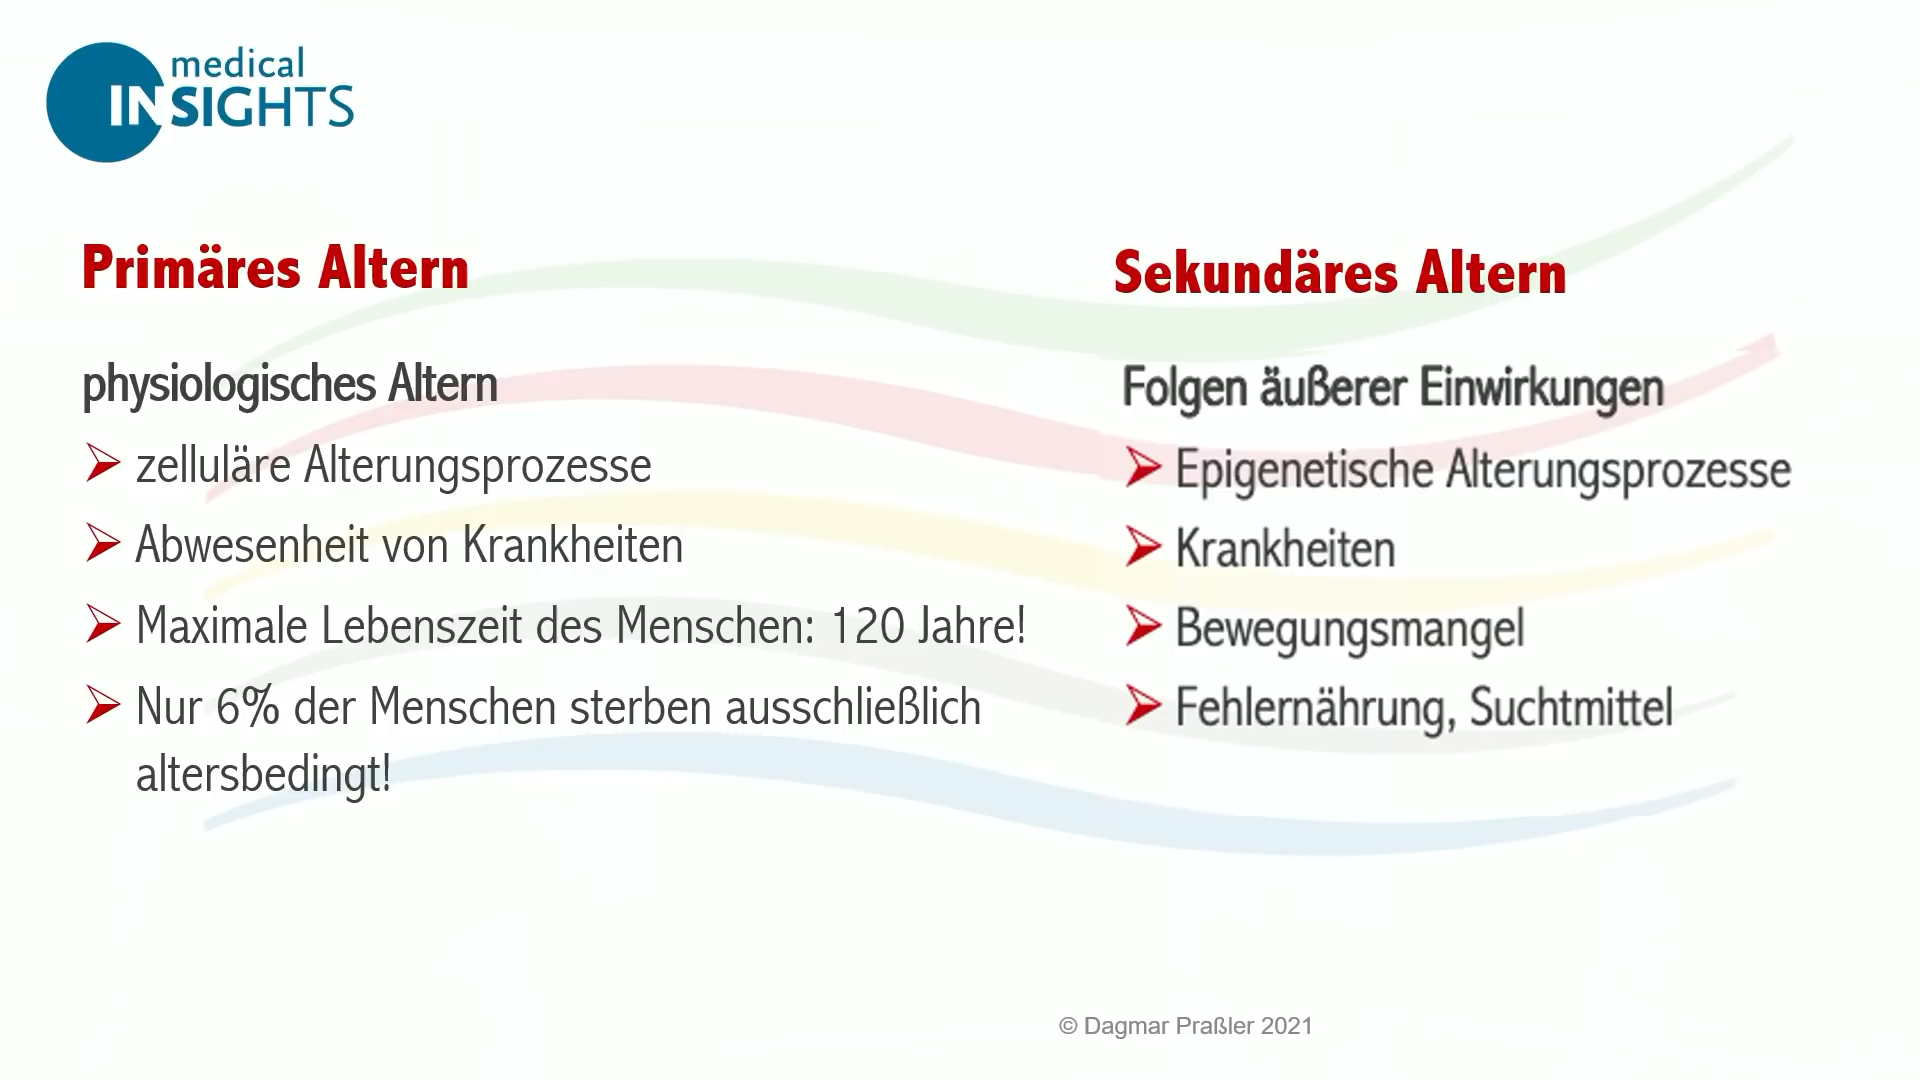 medical
INSIGHTS
Primäres Altern
physiologisches Altern
zelluläre Alterungsprozesse
Abwesenheit von Krankheiten
Maximale Lebenszeit des Menschen: 120 Jahre!
Nur 6% der Menschen sterben ausschließlich
altersbedingt!
Sekundäres Altern
Folgen äußerer Einwirkungen
Epigenetische Alterungsprozesse
Krankheiten
Bewegungsmangel
Fehlernährung, Suchtmittel
© Dagmar Praßler 2021